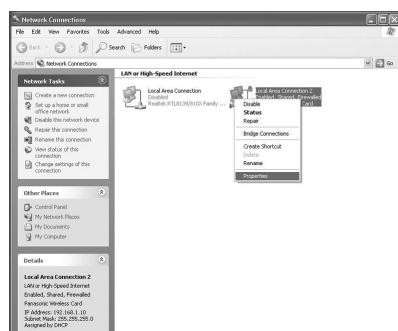 Network Connections
File Edit View Favorites Tools Advanced Help
Back Search Folders
Address Network Connections Go
Network Tasks
Create a new connection
Set up a home or small
office network
Disable this network device
Repair this connection
Rename this connection
View status of this
connection
Change settings of this
connection
Other Places
Control Panel
My Network Places
My Documents
My Computer
Details
Local Area Connection 2
LAN or High-Speed Internet
Enabled, Shared, Firewalled
Panasonic Wireless Card
IP Address: 192.168.1.10
Subnet Mask: 255.255.255.0
Assigned by DHCP
LAN or High-Speed Internet
Local Area Connection
Disabled
Realtek RTL8139/810X Family ...
Local Area Connection 2
Enabled, Shared, Firewalled
Card
Disable
Status
Repair
Bridge Connections
Create Shortcut
Delete
Rename
Properties